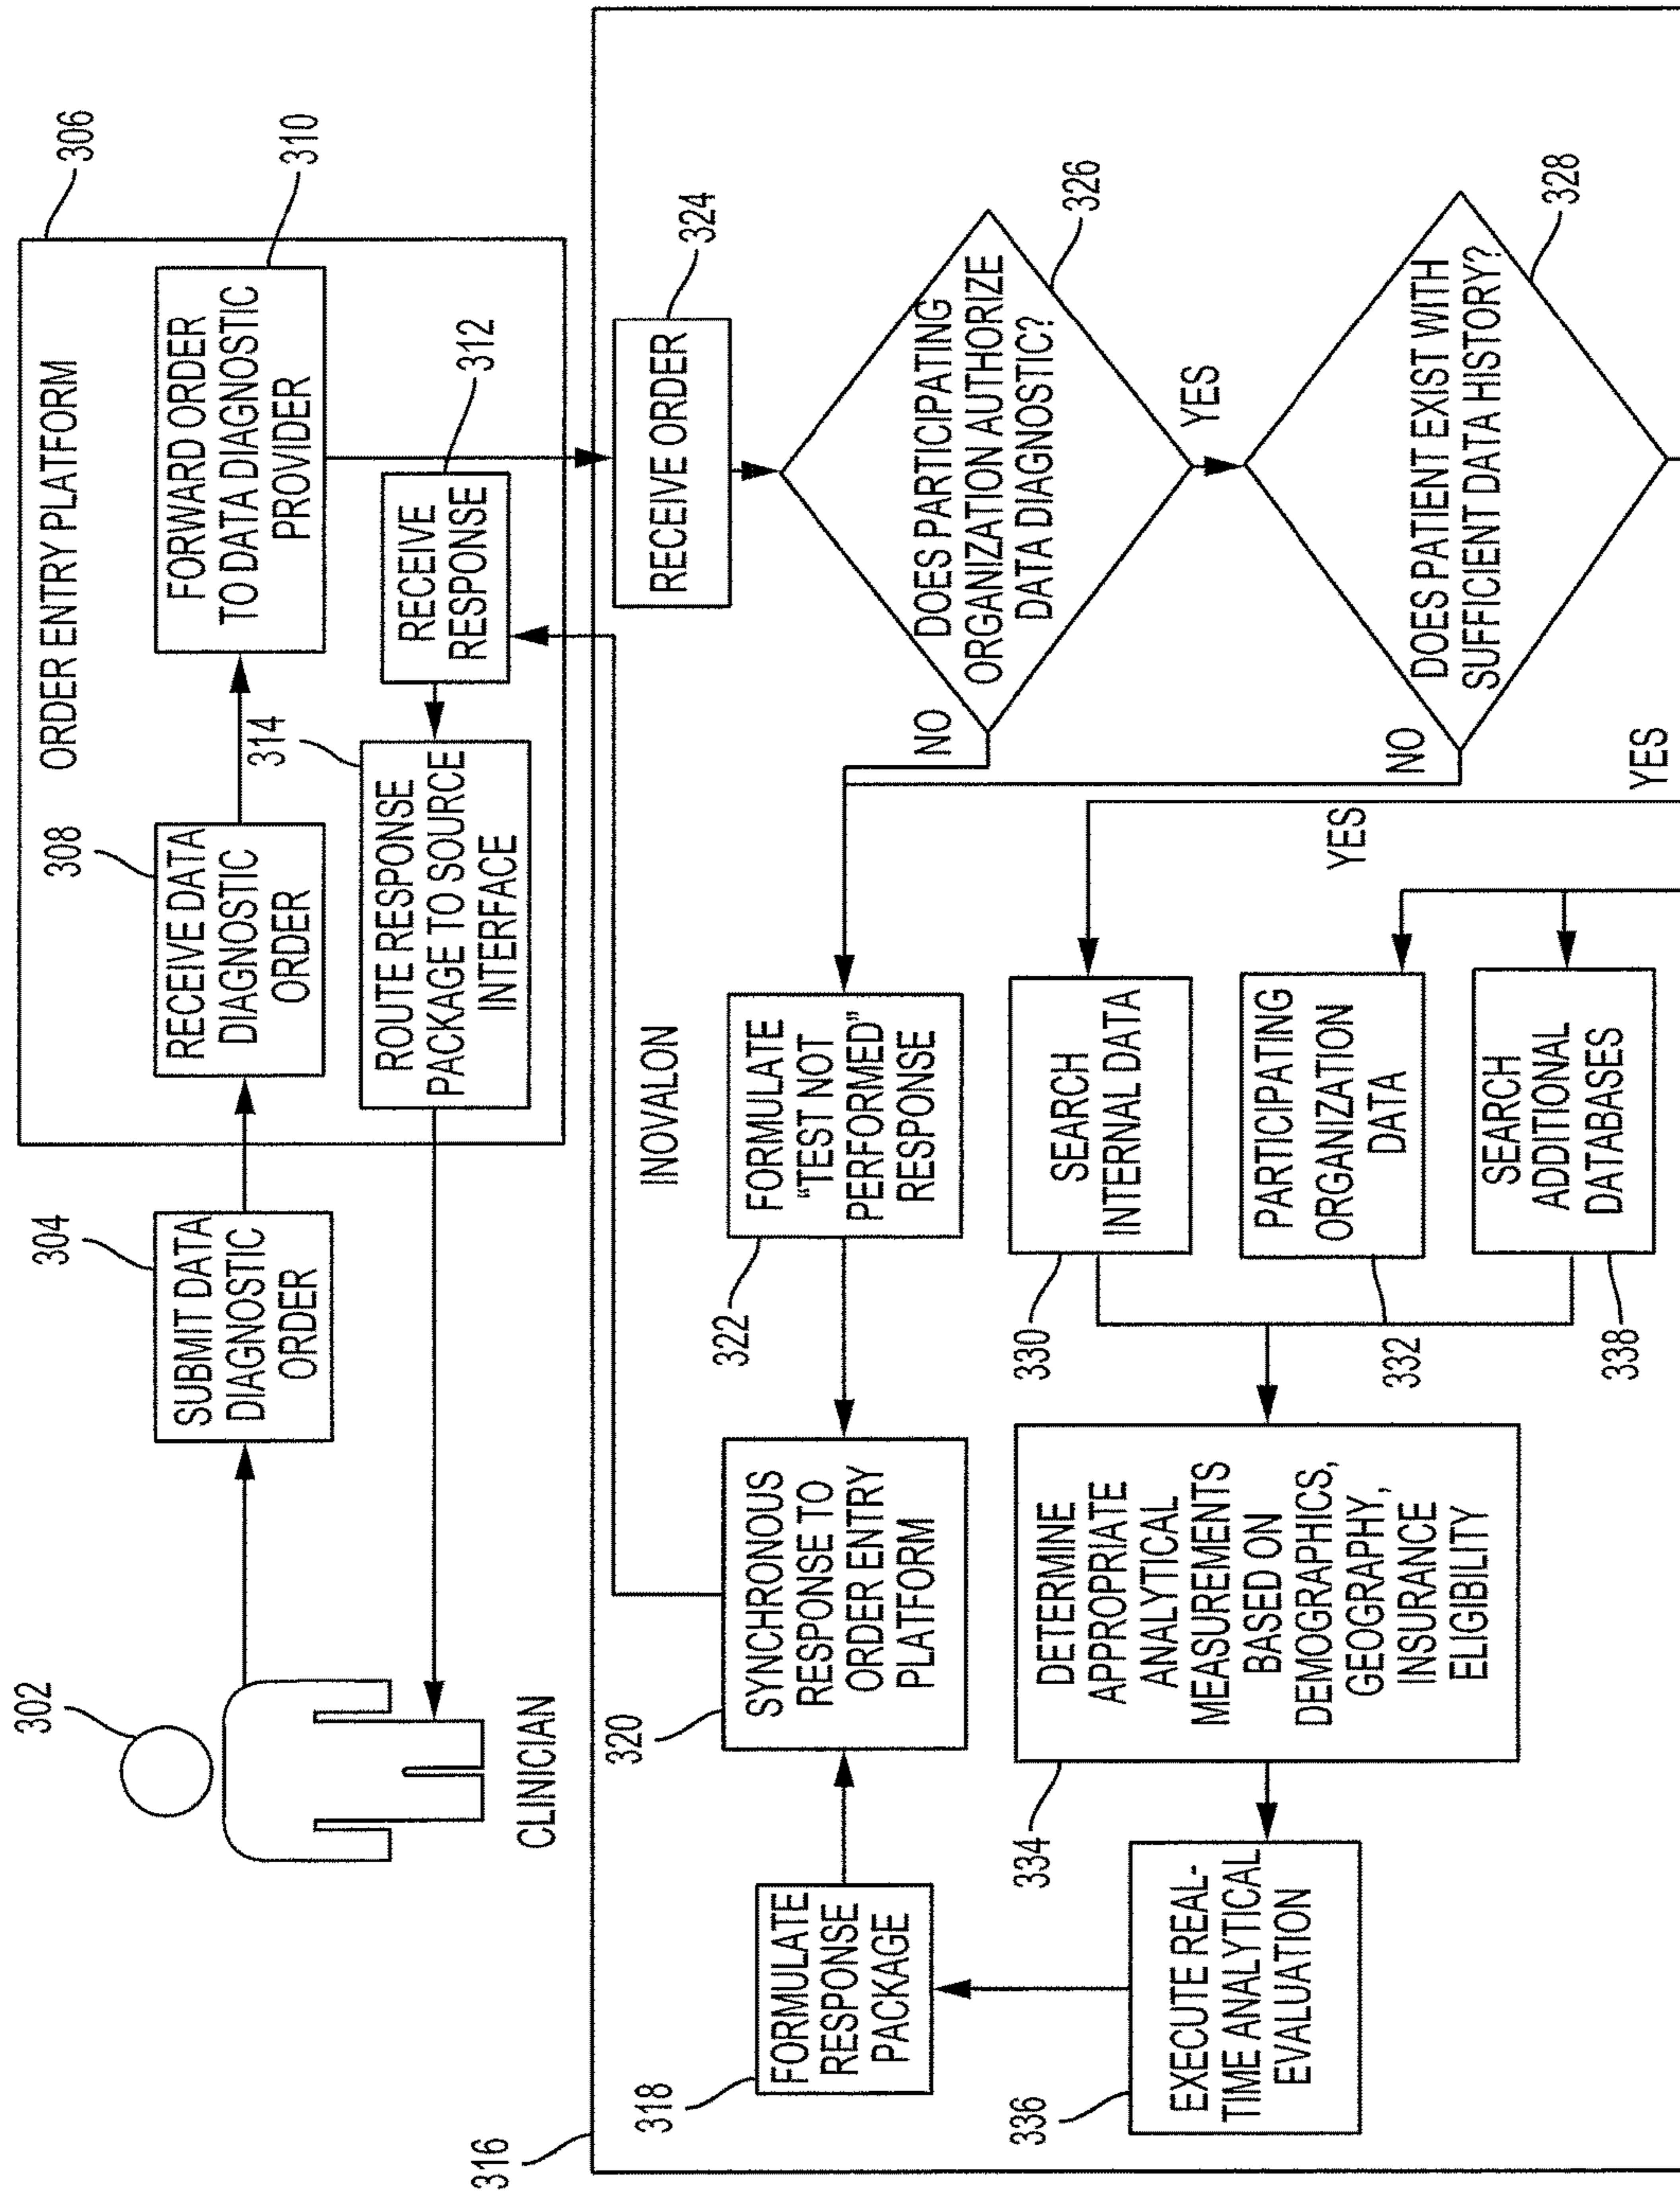 302
CLINICIAN
304
SUBMIT DATA
DIAGNOSTIC
ORDER
306
ORDER ENTRY PLATFORM
308
RECEIVE DATA
DIAGNOSTIC
ORDER
310
FORWARD ORDER
TO DATA DIAGNOSTIC
PROVIDER
312
RECEIVE
RESPONSE
314
ROUTE RESPONSE
PACKAGE TO SOURCE
INTERFACE
316
INOVALON
318
FORMULATE
RESPONSE
PACKAGE
320
SYNCHRONOUS
RESPONSE TO
ORDER ENTRY
PLATFORM
322
FORMULATE
"TEST NOT
PERFORMED"
RESPONSE
324
RECEIVE ORDER
326
DOES PARTICIPATING
ORGANIZATION AUTHORIZE
DATA DIAGNOSTIC?
NO
YES
328
DOES PATIENT EXIST WITH
SUFFICIENT DATA HISTORY?
NO
YES
YES
330
SEARCH
INTERNAL DATA
332
PARTICIPATING
ORGANIZATION
DATA
338
SEARCH
ADDITIONAL
DATABASES
334
DETERMINE
APPROPRIATE
ANALYTICAL
MEASUREMENTS
BASED ON
DEMOGRAPHICS,
GEOGRAPHY,
INSURANCE
ELIGIBILITY
336
EXECUTE REAL-
TIME ANALYTICAL
EVALUATION